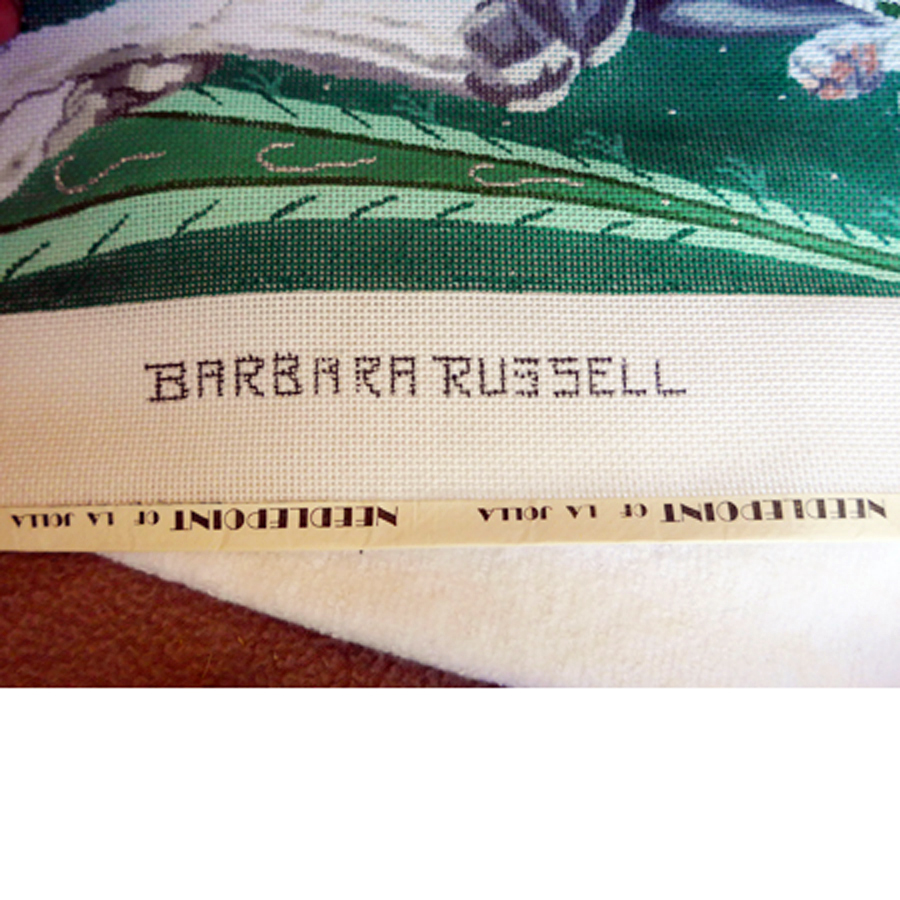 BARBARA RUSSELL
NEEDLEPOINT OF LA JOLLA NEEDLEPOINT OF LA JOLLA